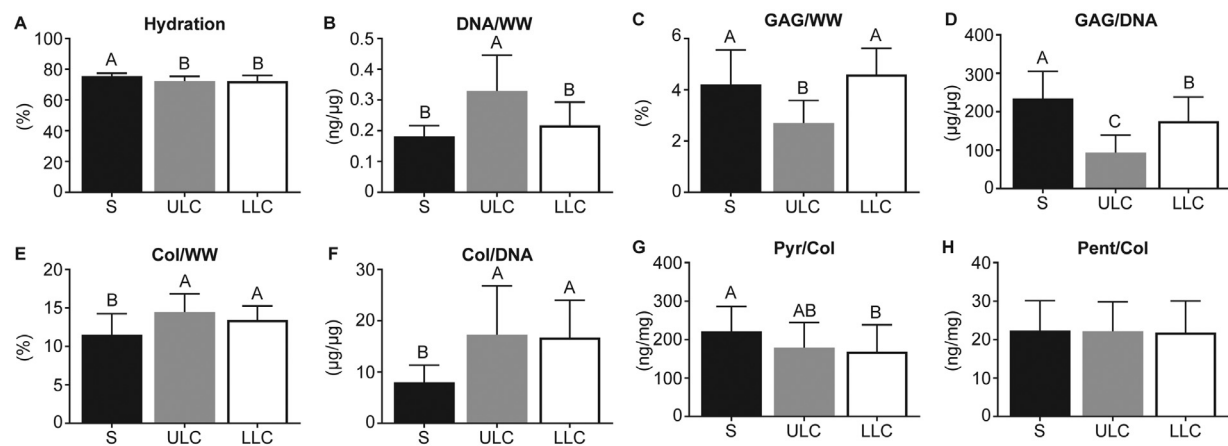 A Hydration
(%)
100
80
60
40
20
0
A
B
B
S ULC LLC
B DNA/WW
(ng/µg)
0.5
0.4
0.3
0.2
0.1
0
B
A
B
S ULC LLC
C GAG/WW
(%)
6
4
2
0
A
B
A
S ULC LLC
D GAG/DNA
(µg/µg)
400
300
200
100
0
A
C
B
S ULC LLC
E Col/WW
(%)
20
15
10
5
0
B
A
A
S ULC LLC
F Col/DNA
(µg/µg)
30
20
10
0
B
A
A
S ULC LLC
G Pyr/Col
(ng/mg)
400
300
200
100
0
A
AB
B
S ULC LLC
H Pent/Col
(ng/mg)
40
30
20
10
0
S ULC LLC